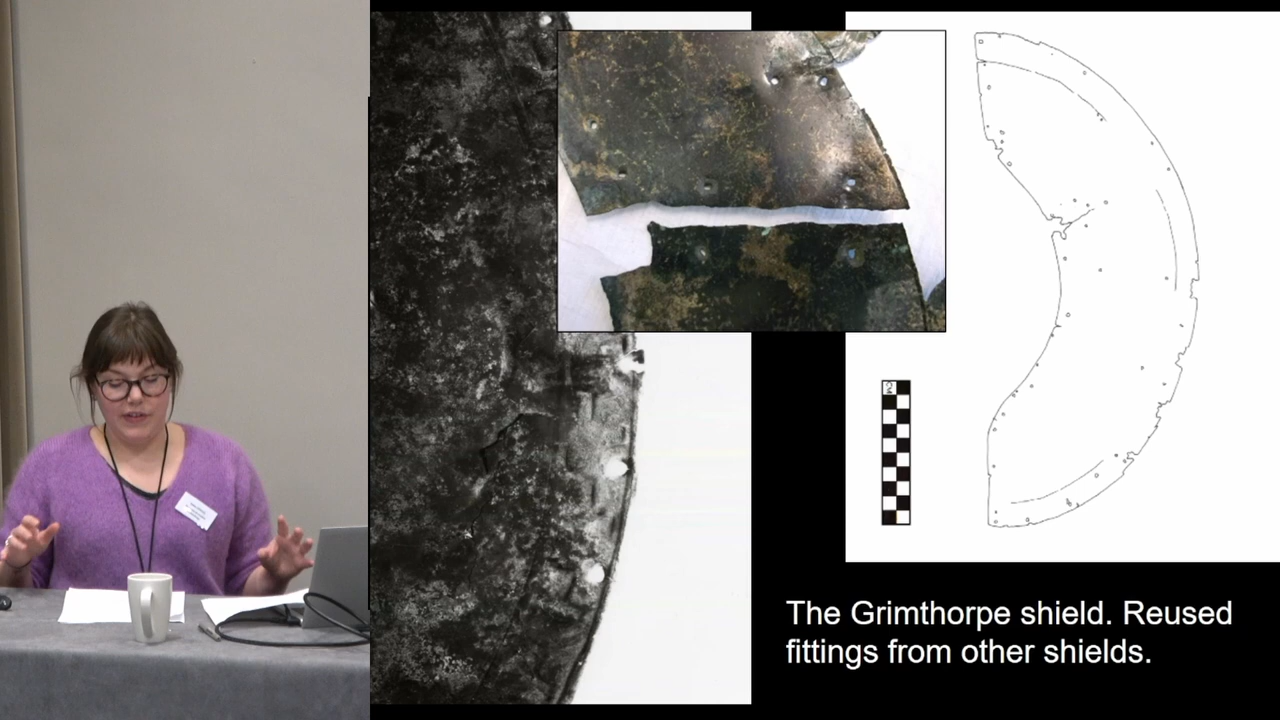 The Grimthorpe shield. Reused
fittings from other shields.